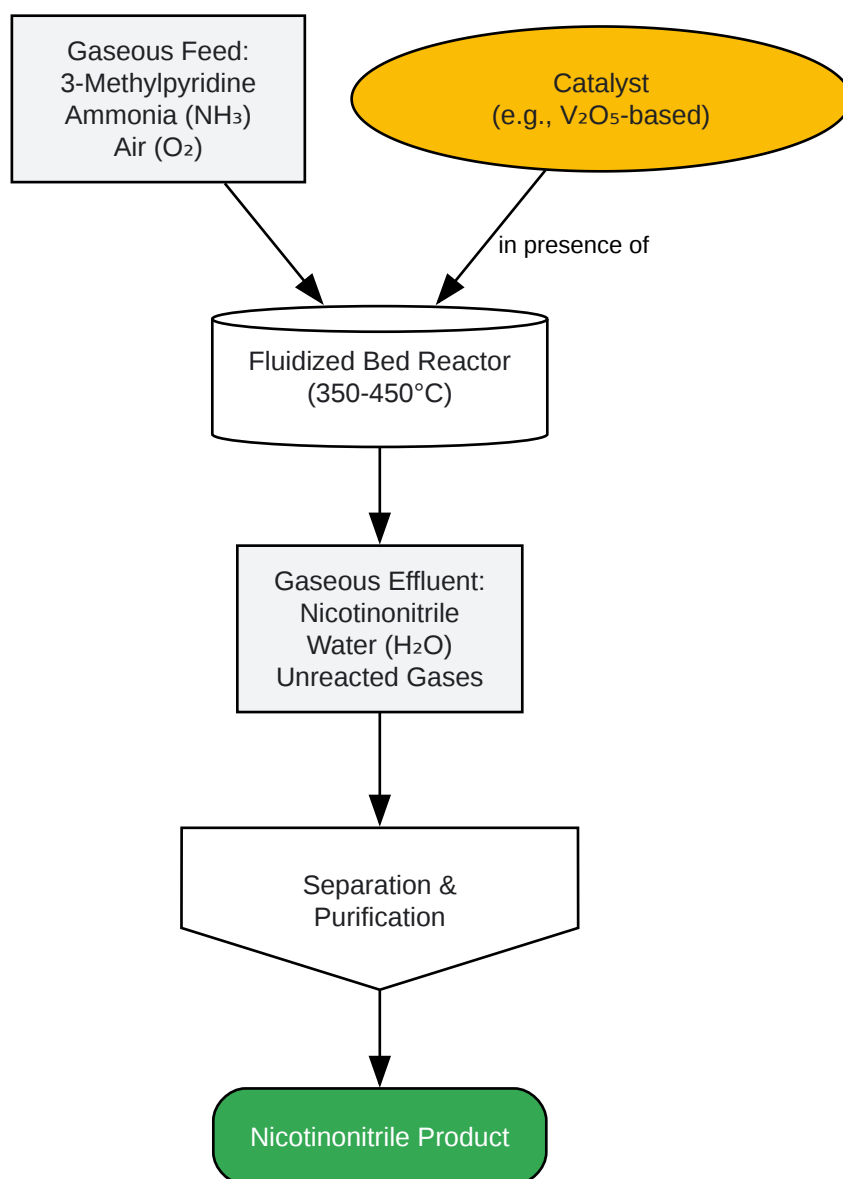 Gaseous Feed:
3-Methylpyridine
Ammonia (NH₃)
Air (O₂)
Catalyst
(e.g., V₂O₅-based)
in presence of
Fluidized Bed Reactor
(350-450°C)
Gaseous Effluent:
Nicotinonitrile
Water (H₂O)
Unreacted Gases
Separation &
Purification
Nicotinonitrile Product